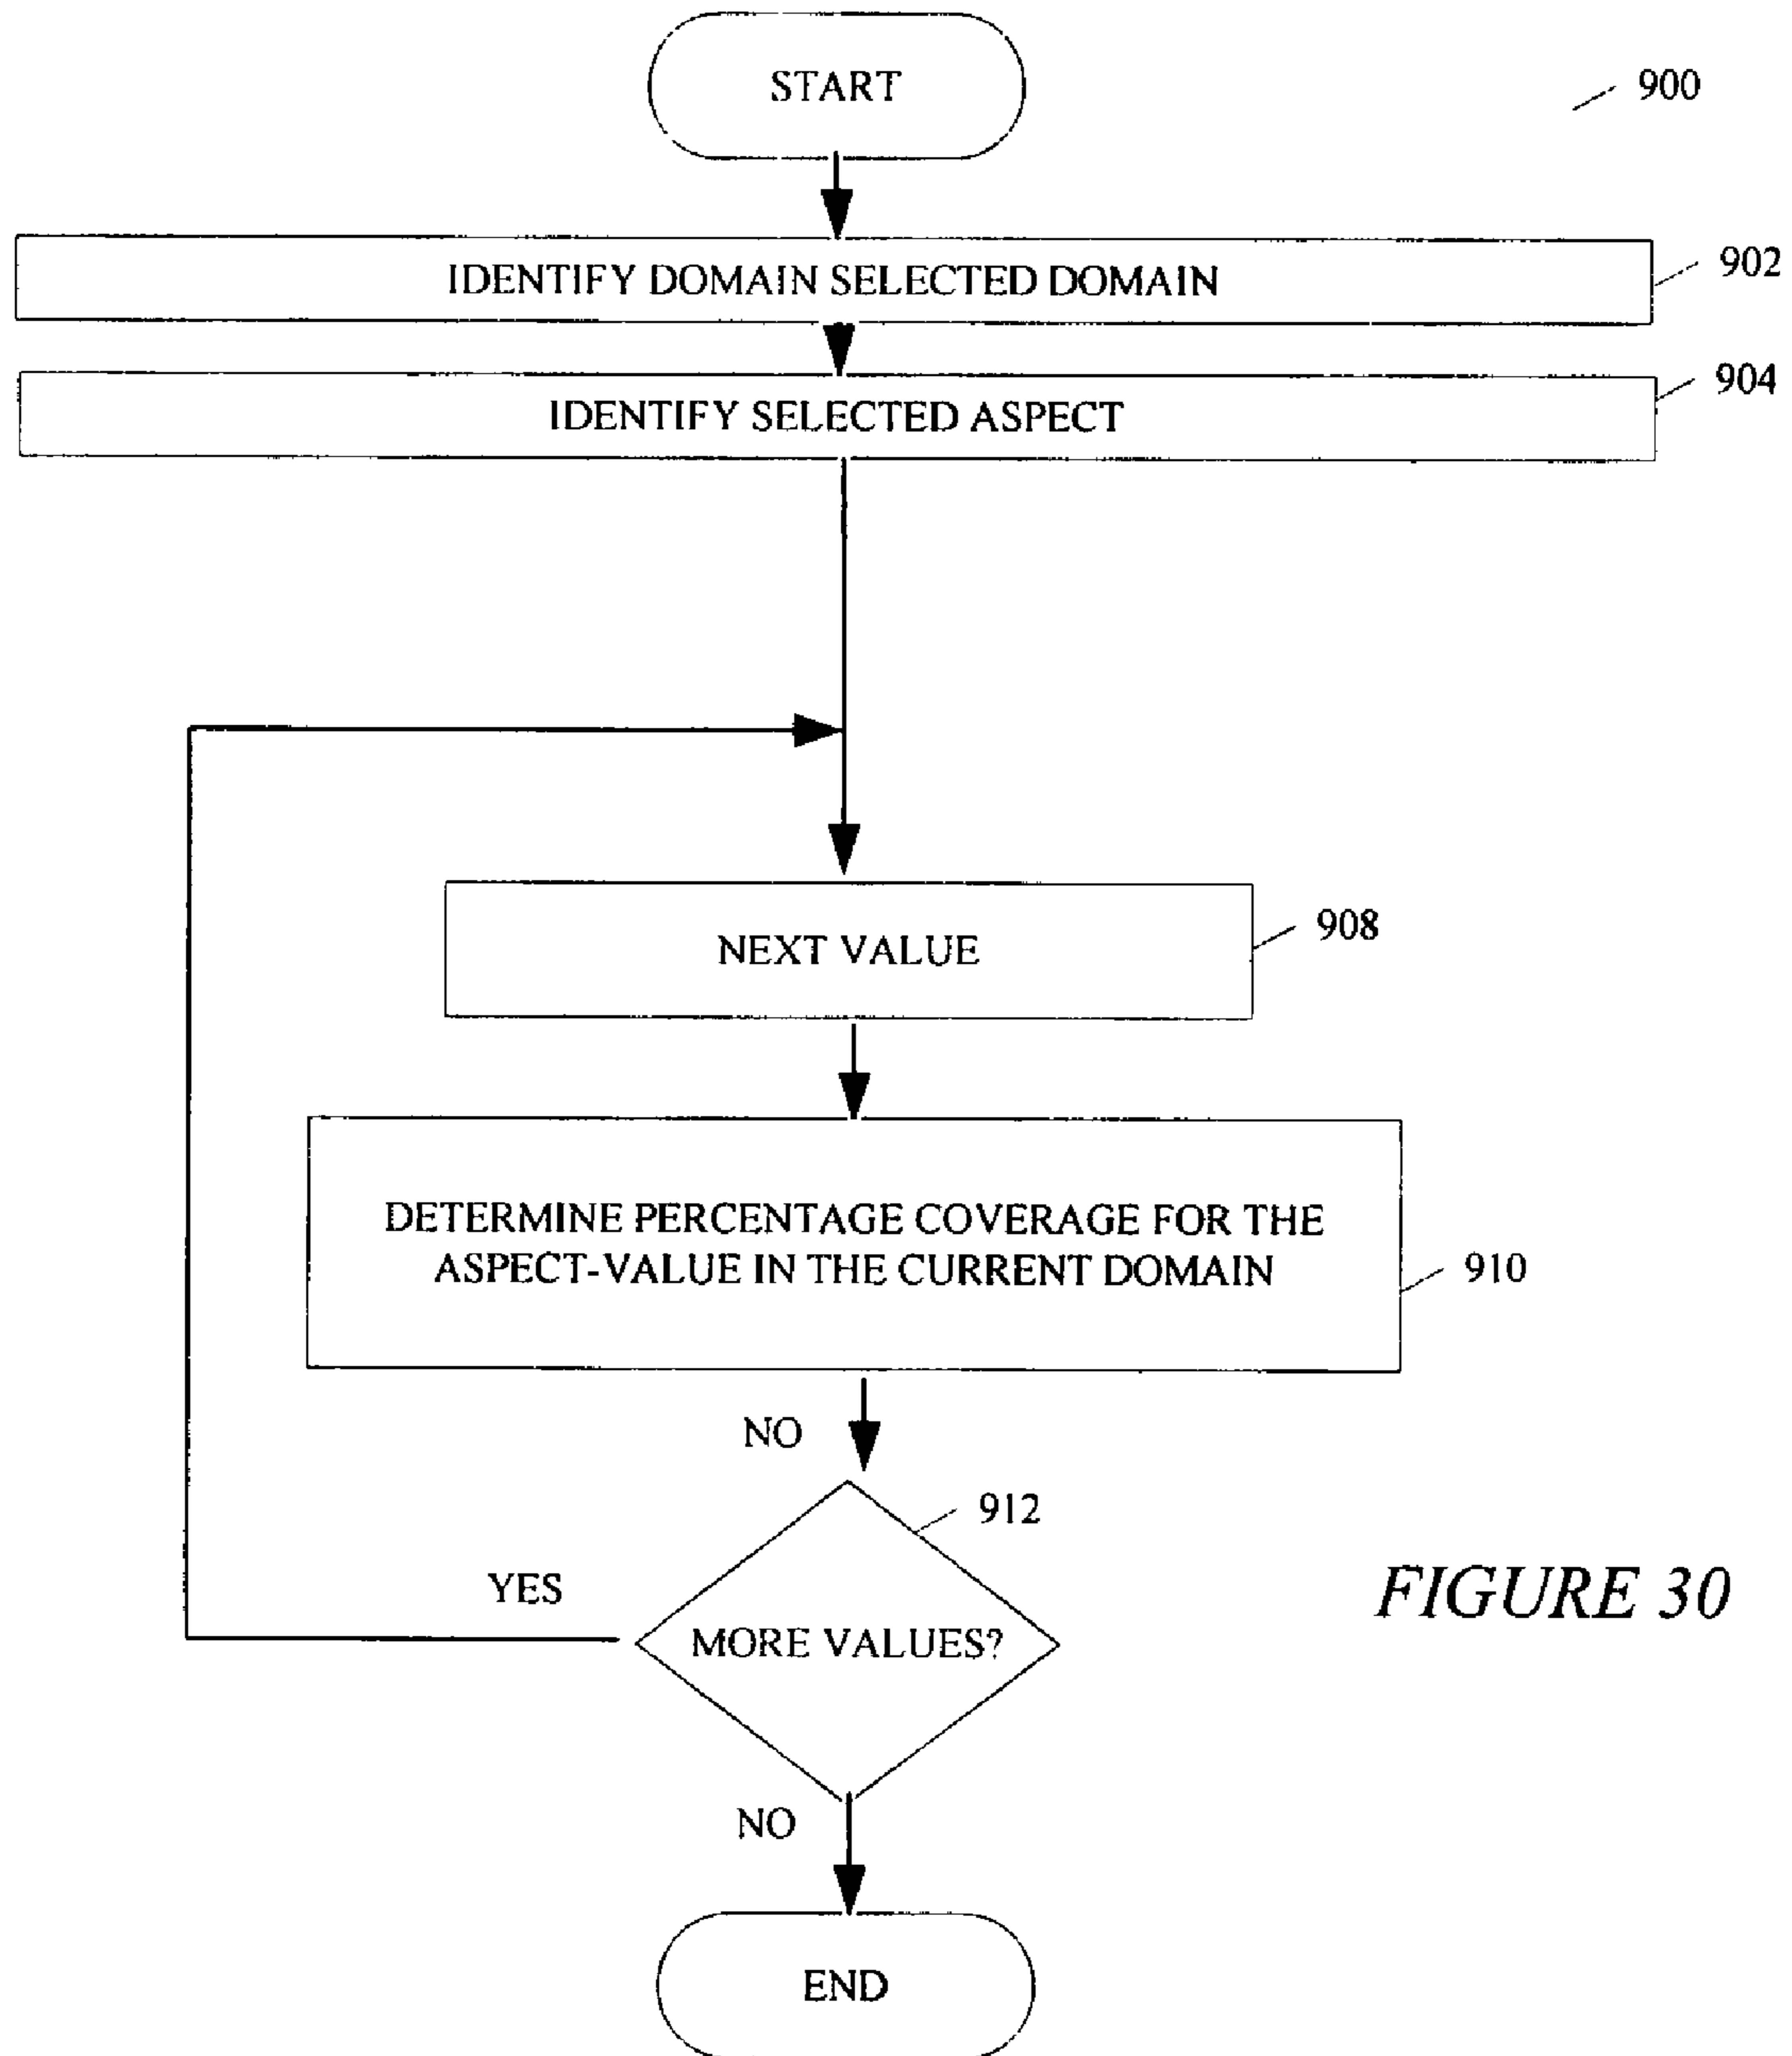 START
900
IDENTIFY DOMAIN SELECTED DOMAIN
902
IDENTIFY SELECTED ASPECT
904
NEXT VALUE
908
DETERMINE PERCENTAGE COVERAGE FOR THE
ASPECT-VALUE IN THE CURRENT DOMAIN
910
NO
912
YES
MORE VALUES?
FIGURE 30
NO
END